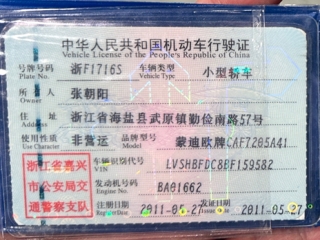 中华人民共和国机动车行驶证
Vehicle License of the People's Republic of China
号牌号码 浙F1716S 车辆类型 小型轿车
Plate No. Vehicle Type
所有人 张朝阳
Owner
住址 浙江省海盐县武原镇勤俭南路57号
Address
使用性质 非营运 品牌型号 蒙迪欧牌CAF7205A41
Use Character Model
浙江省嘉兴 车辆识别代号 LVSHBFDC8BF159582
VIN
市公安局交 发动机号码 BA01662
Engine No.
通警察支队 注册日期 2011-05-27 发证日期 2011-05-27
Register Date Issue Date